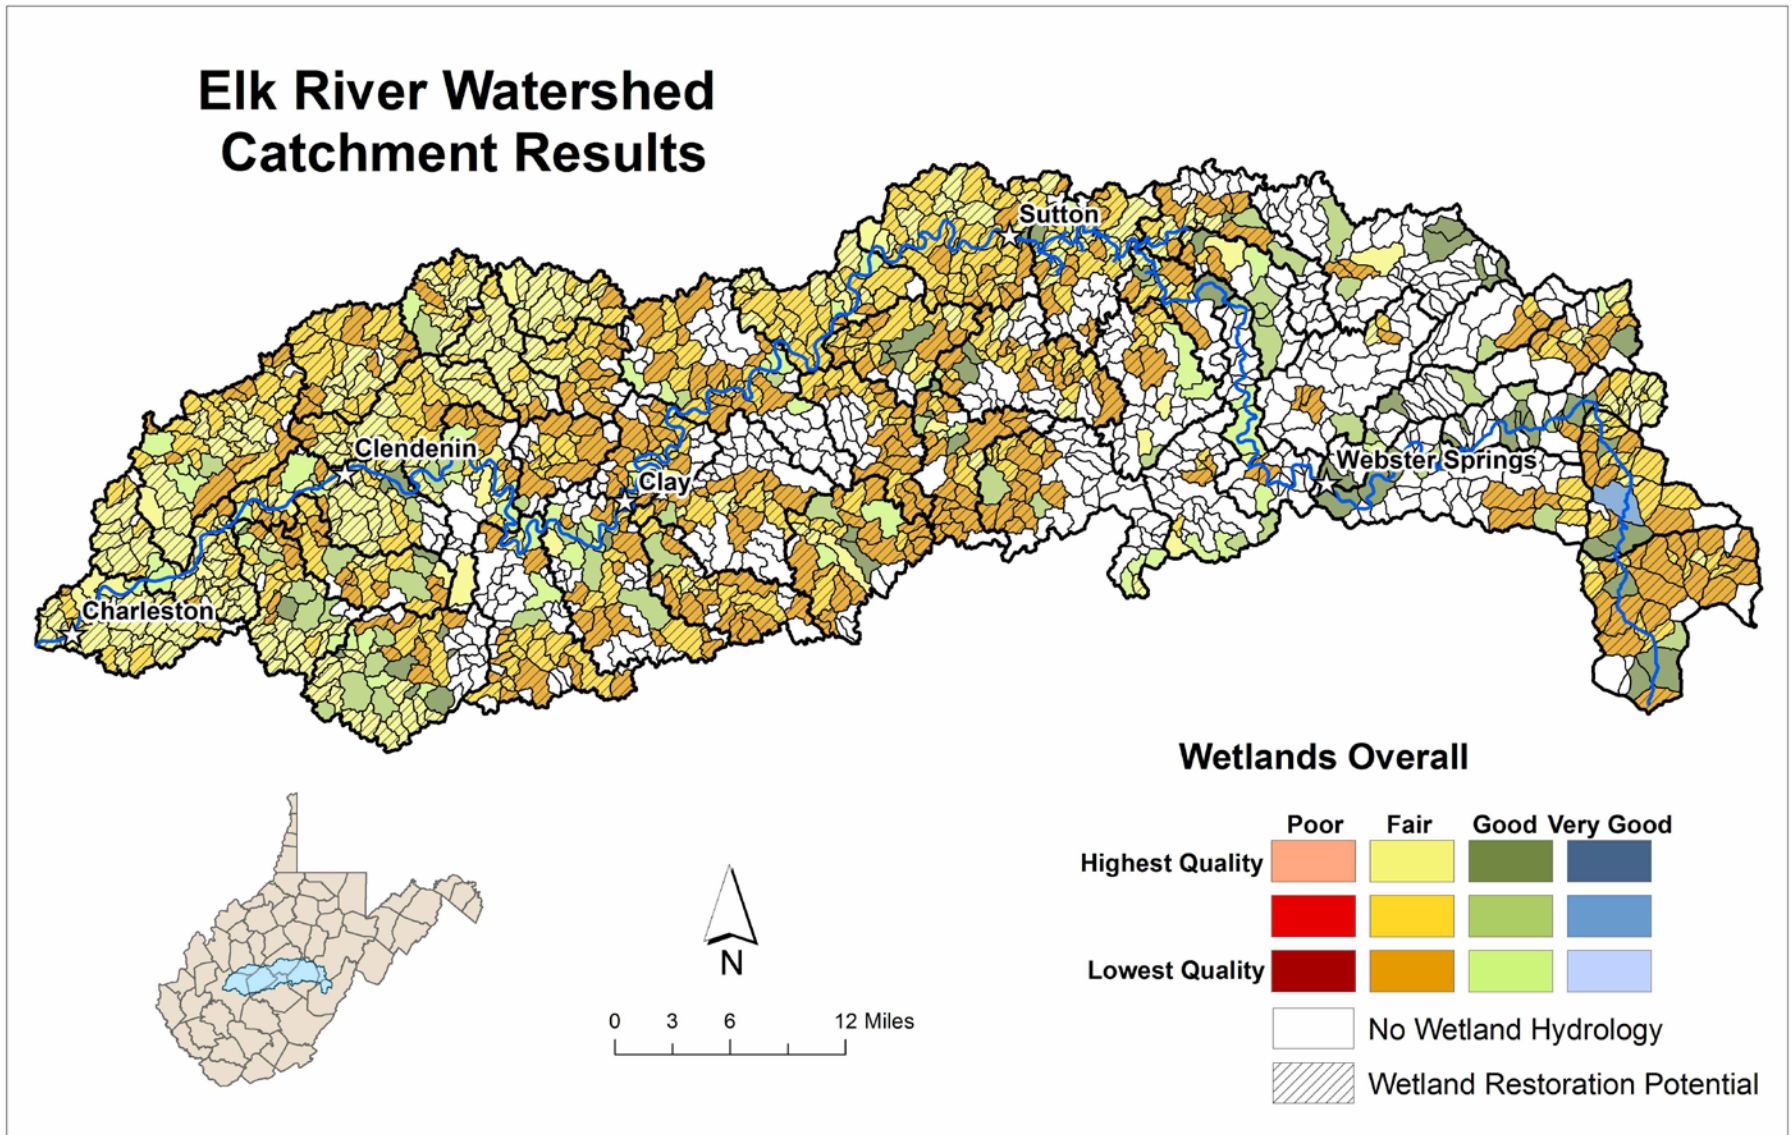 Elk River Watershed
Catchment Results
Sutton
Clendenin
Clay
Webster Springs
Charleston
Wetlands Overall
Poor Fair Good Very Good
Highest Quality
Lowest Quality
No Wetland Hydrology
Wetland Restoration Potential
N
0 3 6 12 Miles